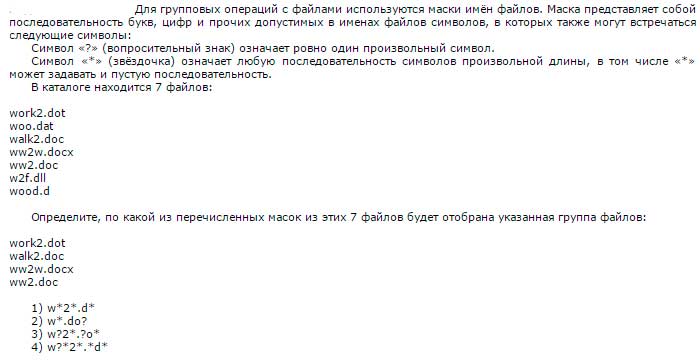 Для групповых операций с файлами используются маски имён файлов. Маска представляет собой
последовательность букв, цифр и прочих допустимых в именах файлов символов, в которых также могут встречаться
следующие символы:
Символ «?» (вопросительный знак) означает ровно один произвольный символ.
Символ «*» (звёздочка) означает любую последовательность символов произвольной длины, в том числе «*»
может задавать и пустую последовательность.
В каталоге находится 7 файлов:
work2.dot
woo.dat
walk2.doc
ww2w.docx
ww2.doc
w2f.dll
wood.d
Определите, по какой из перечисленных масок из этих 7 файлов будет отобрана указанная группа файлов:
work2.dot
walk2.doc
ww2w.docx
ww2.doc
1) w*2*.d*
2) w*.do?
3) w?2*.?o*
4) w?*2*.*d*